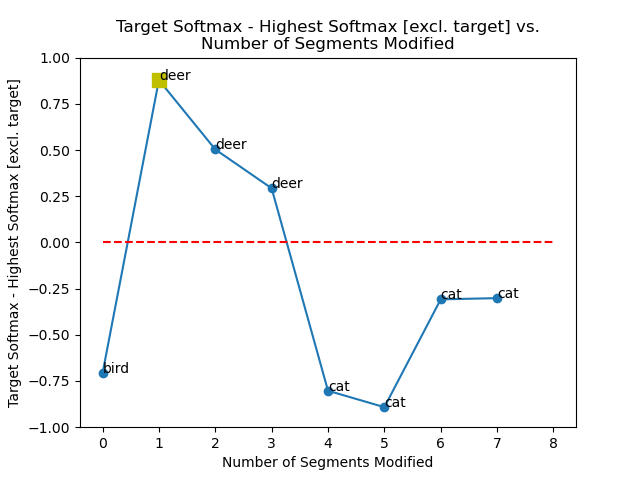 Target Softmax - Highest Softmax [excl. target] vs.
Number of Segments Modified
Target Softmax - Highest Softmax [excl. target]
1.00
0.75
0.50
0.25
0.00
−0.25
−0.50
−0.75
−1.00
bird
deer
deer
deer
cat
cat
cat
cat
0 1 2 3 4 5 6 7 8
Number of Segments Modified